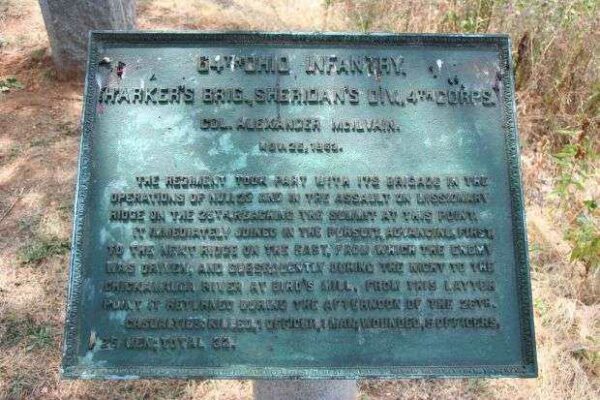 64TH OHIO INFANTRY,
(HARKER'S BRIG., SHERIDAN'S DIV., 4TH CORPS.)
COL. ALEXANDER McILVAIN.
NOV. 25, 1863.
THE REGIMENT TOOK PART WITH ITS BRIGADE IN THE
OPERATIONS OF NOV. 23 AND IN THE ASSAULT ON MISSIONARY
RIDGE ON THE 25TH REACHING THE SUMMIT AT THIS POINT.
IT IMMEDIATELY JOINED IN THE PURSUIT, ADVANCING, FIRST,
TO THE NEXT RIDGE ON THE EAST, FROM WHICH THE ENEMY
WAS DRIVEN, AND SUBSEQUENTLY DURING THE NIGHT TO THE
CHICKAMAUGA RIVER AT BIRD'S MILL. FROM THIS LATTER
POINT IT RETURNED DURING THE AFTERNOON OF THE 26TH.
CASUALTIES: KILLED, 1 OFFICER, 1 MAN; WOUNDED, OFFICERS,
MEN; TOTAL